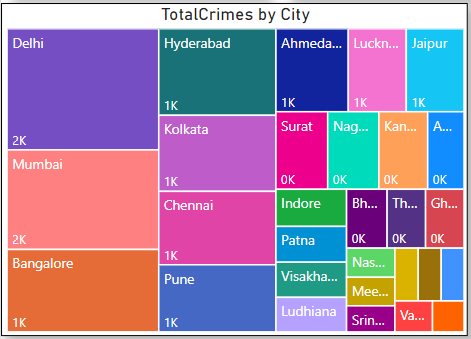 TotalCrimes by City
Delhi
2K
Mumbai
2K
Bangalore
1K
Hyderabad
1K
Kolkata
1K
Chennai
1K
Pune
1K
Ahmeda...
1K
Luckn...
1K
Jaipur
1K
Surat
0K
Nag...
0K
Kan...
0K
A...
0K
Indore
Patna
Visakha...
Ludhiana
Bh...
0K
Th...
0K
Gh...
0K
Nas...
Mee...
Srin...
Va...